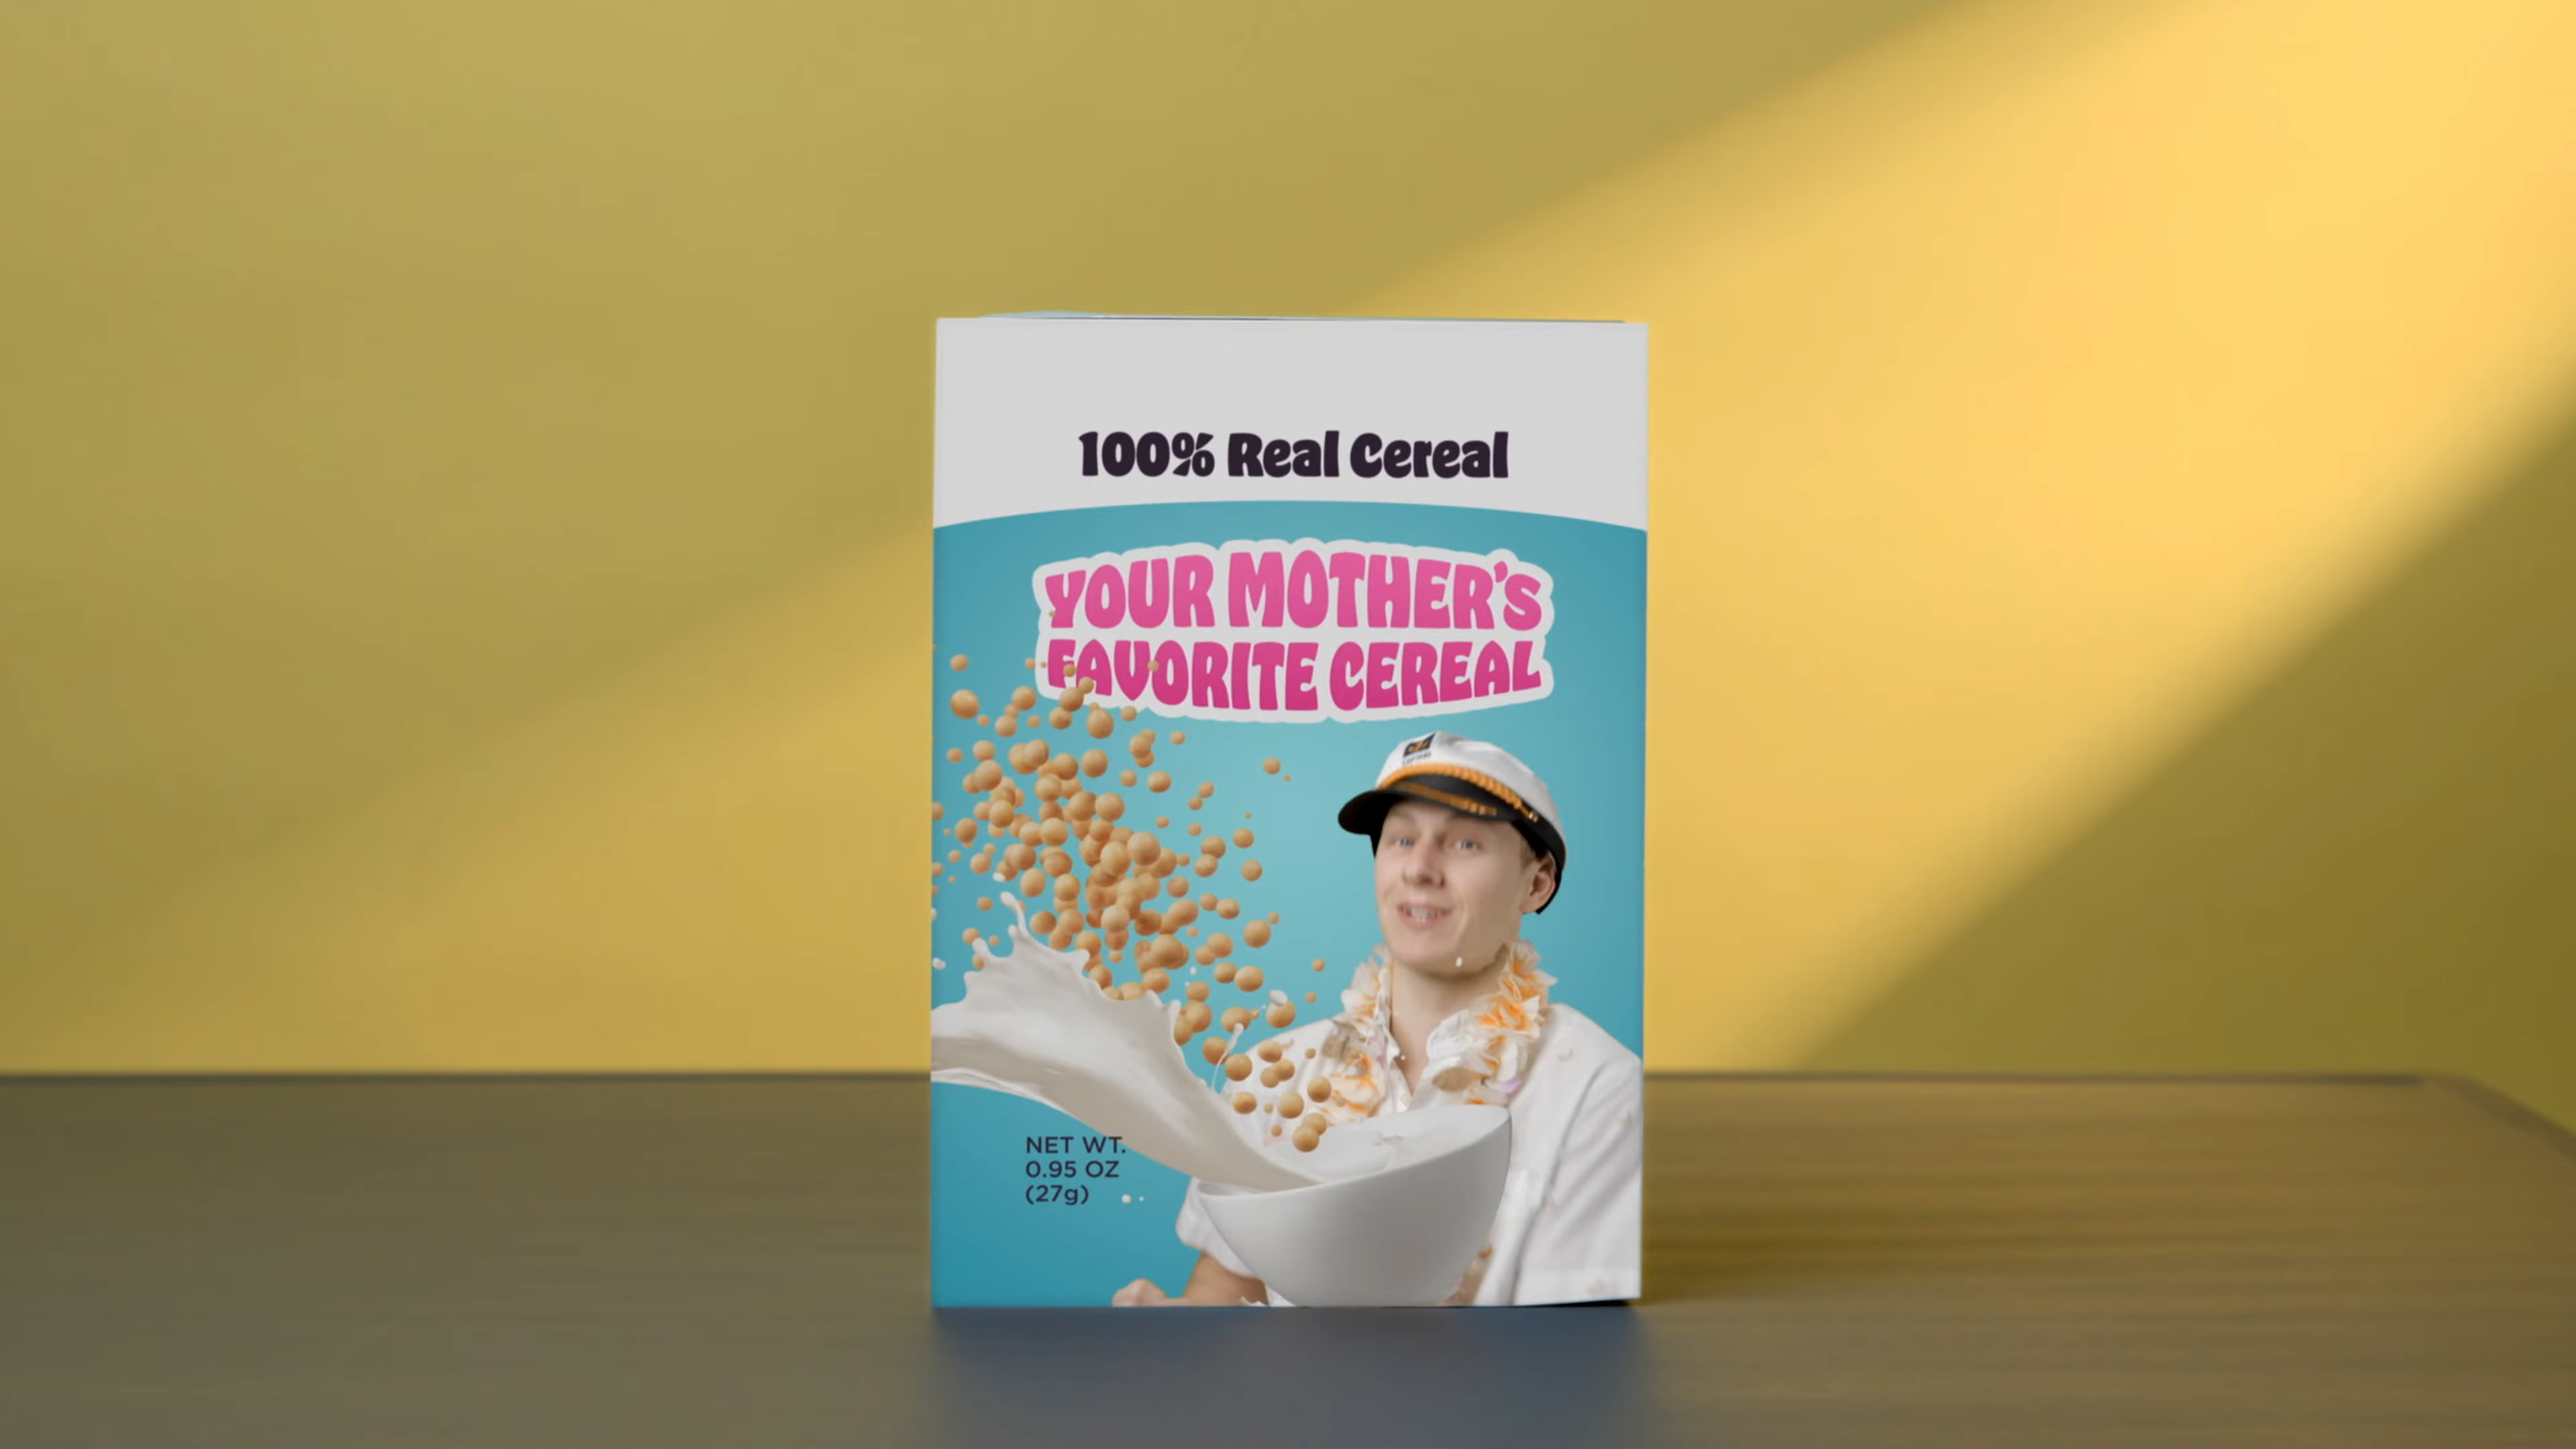 100% Real Cereal
YOUR MOTHER'S
FAVORITE CEREAL
NET WT.
0.95 OZ
(27g)